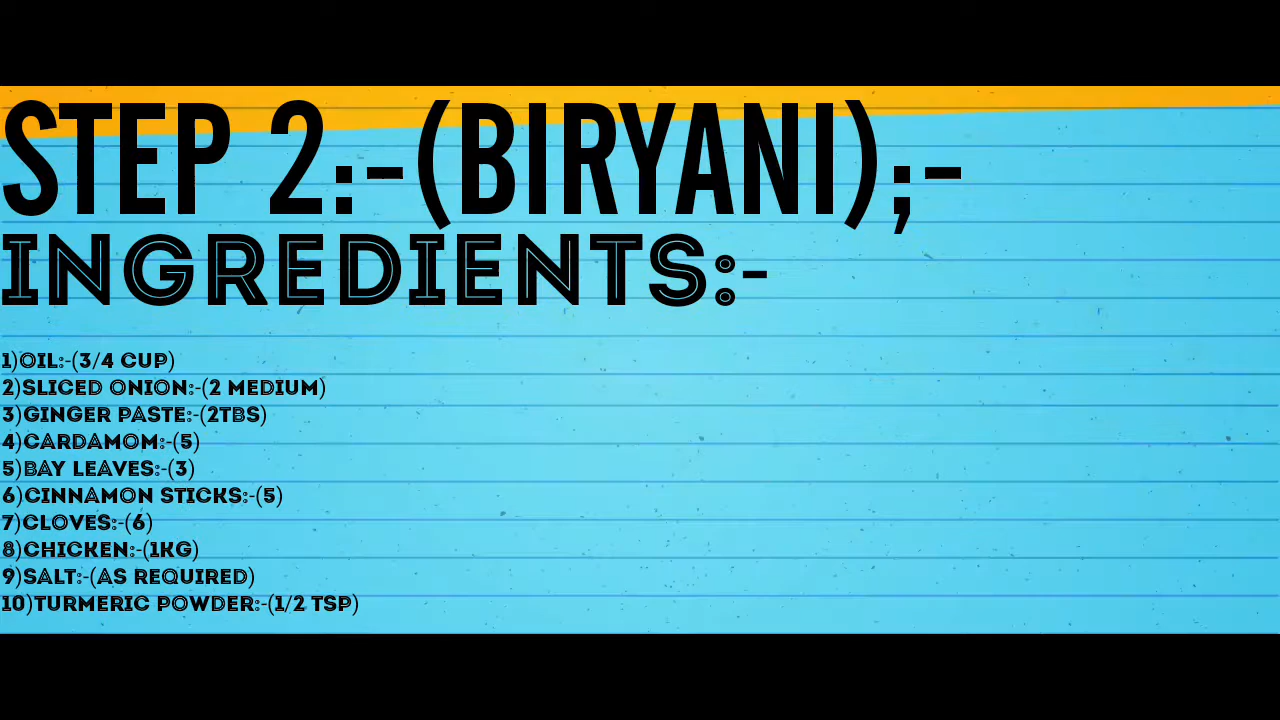 STEP 2:-(BIRYANI);-
INGREDIENTS:-
1)OIL:-(3/4 CUP)
2)SLICED ONION:-(2 MEDIUM)
3)GINGER PASTE:-(2TBS)
4)CARDAMOM:-(5)
5)BAY LEAVES:-(3)
6)CINNAMON STICKS:-(5)
7)CLOVES:-(6)
8)CHICKEN:-(1KG)
9)SALT:-(AS REQUIRED)
10)TURMERIC POWDER:-(1/2 TSP)